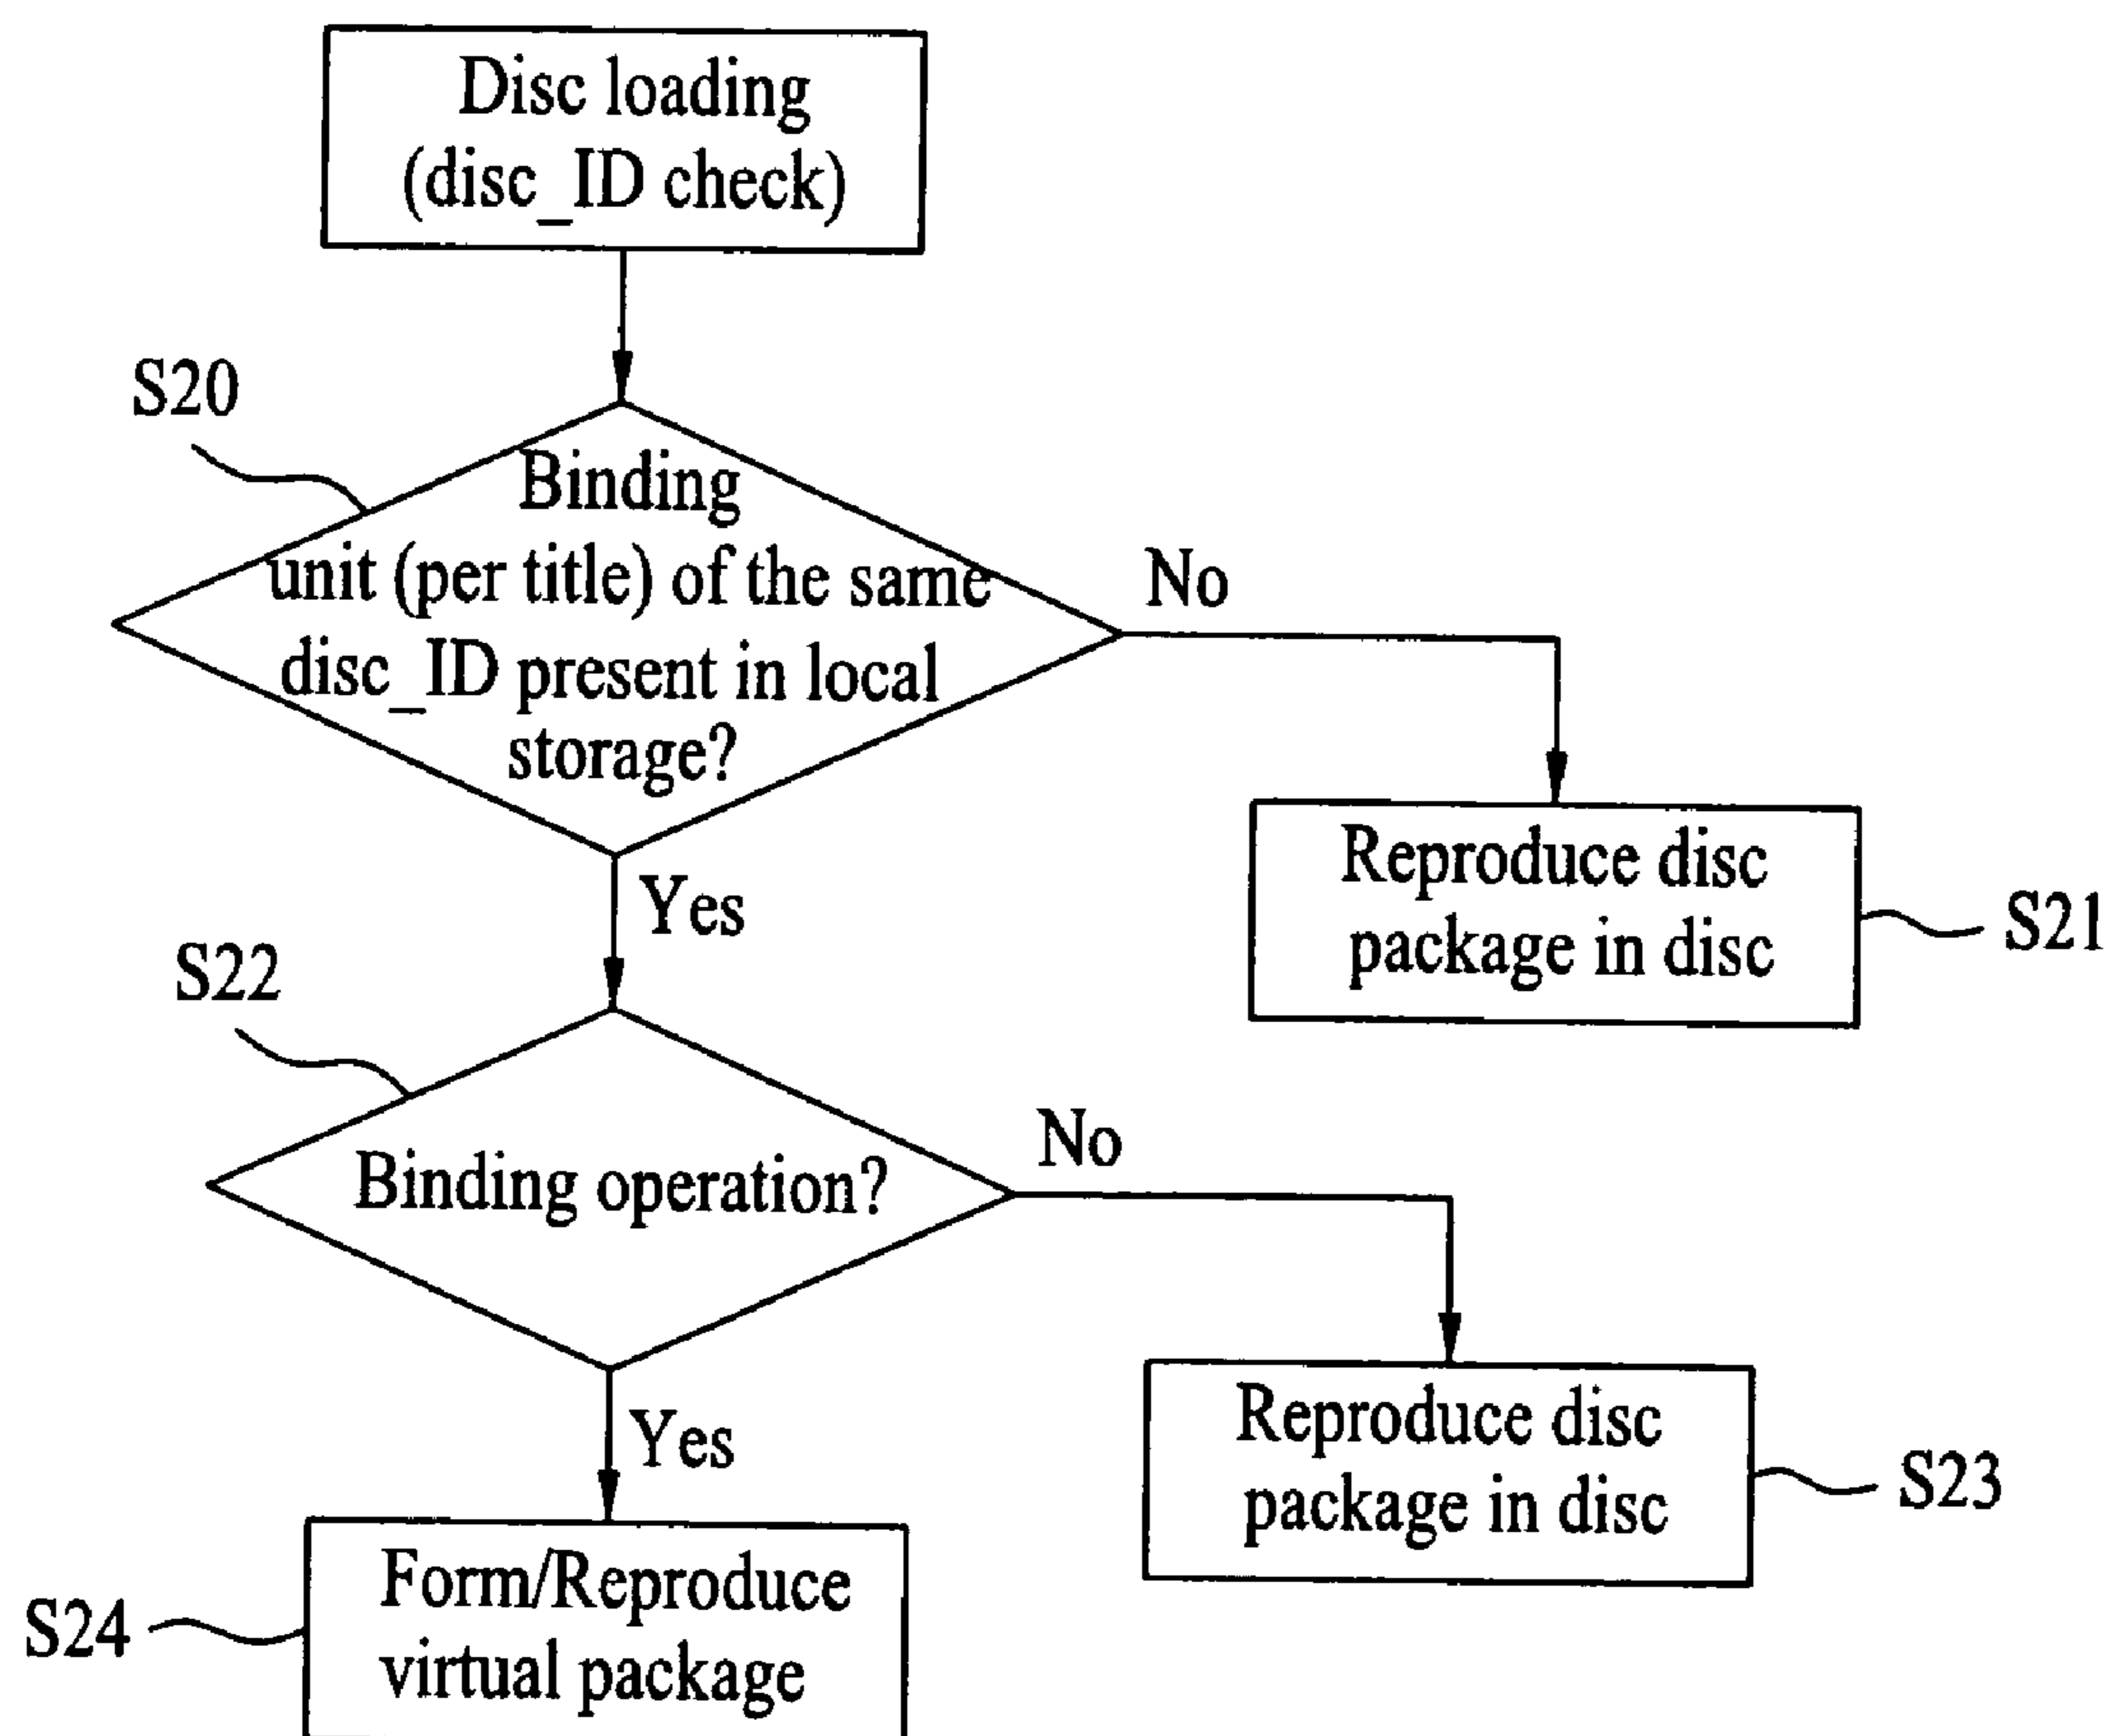 Disc loading
(disc_ID check)
S20
Binding
unit (per title) of the same
disc_ID present in local
storage?
No
Yes
Reproduce disc
package in disc
S21
S22
Binding operation?
No
Yes
Reproduce disc
package in disc
S23
Form/Reproduce
virtual package
S24